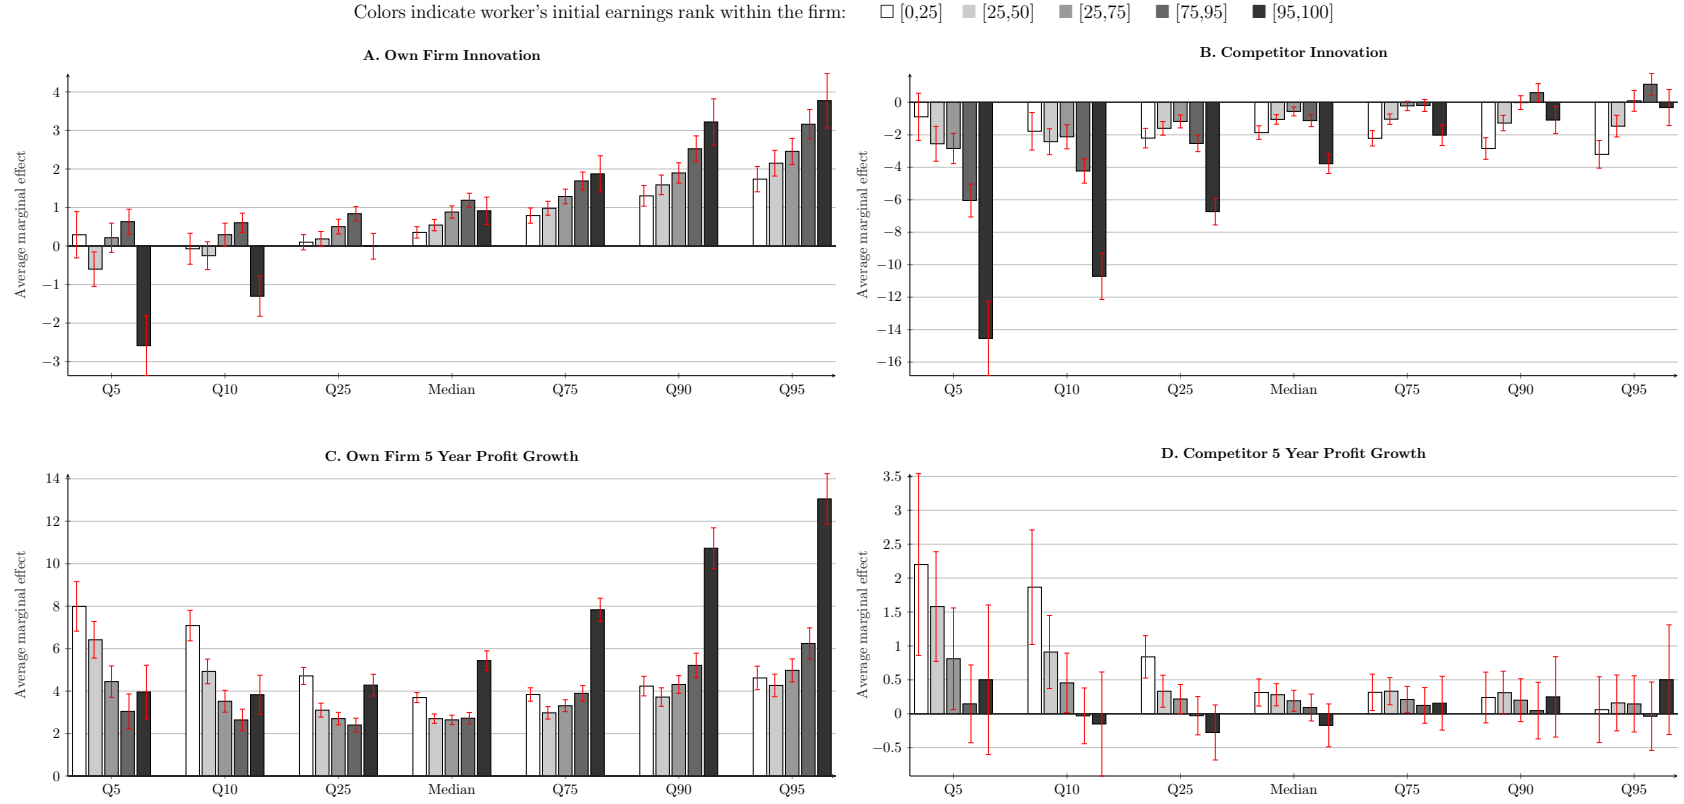 Colors indicate worker's initial earnings rank within the firm: [0,25] [25,50] [25,75] [75,95] [95,100]
A. Own Firm Innovation
Average marginal effect
4
3
2
1
0
−1
−2
−3
Q5 Q10 Q25 Median Q75 Q90 Q95
B. Competitor Innovation
Average marginal effect
0
−2
−4
−6
−8
−10
−12
−14
−16
Q5 Q10 Q25 Median Q75 Q90 Q95
C. Own Firm 5 Year Profit Growth
Average marginal effect
14
12
10
8
6
4
2
0
Q5 Q10 Q25 Median Q75 Q90 Q95
D. Competitor 5 Year Profit Growth
Average marginal effect
3.5
3
2.5
2
1.5
1
0.5
0
−0.5
Q5 Q10 Q25 Median Q75 Q90 Q95